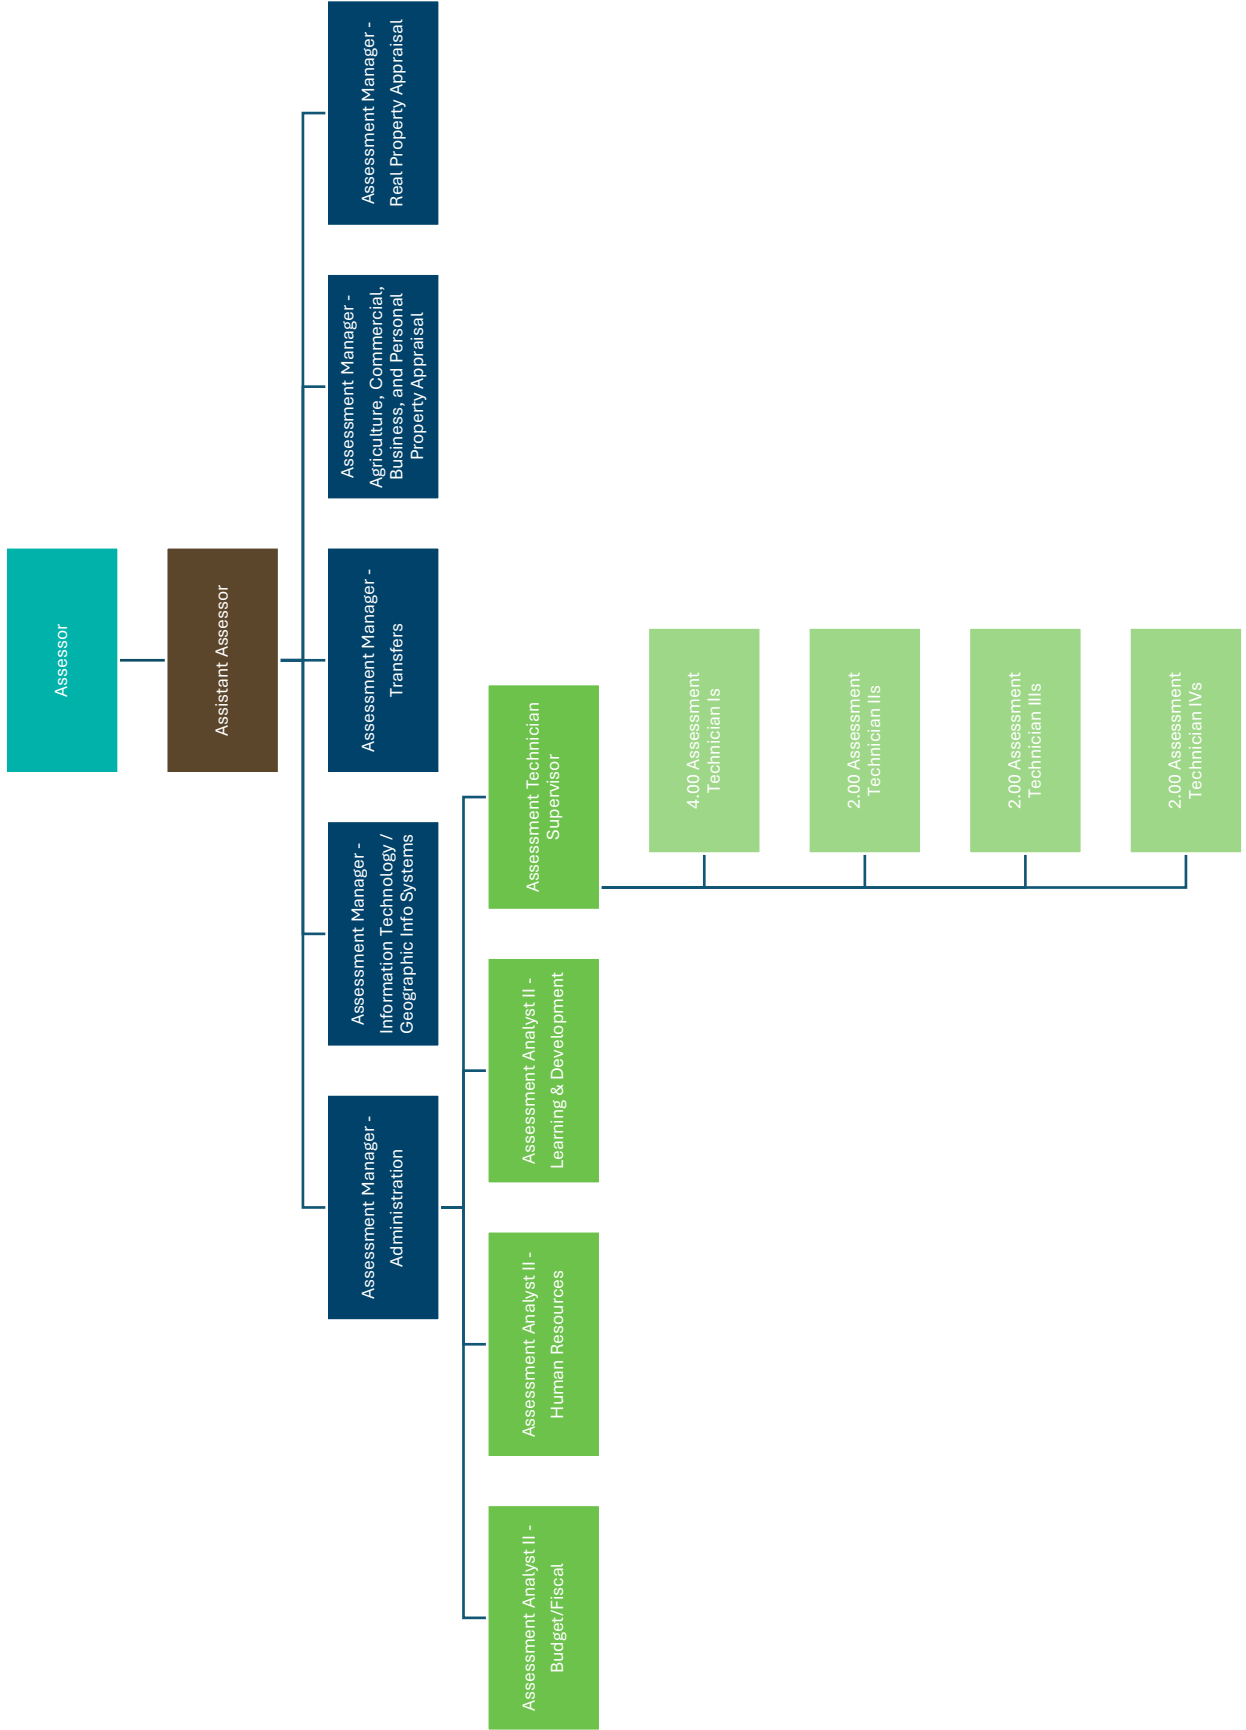 Assessor
Assistant Assessor
Assessment Manager -
Administration
Assessment Manager -
Information Technology /
Geographic Info Systems
Assessment Manager -
Transfers
Assessment Manager -
Agriculture, Commercial,
Business, and Personal
Property Appraisal
Assessment Manager -
Real Property Appraisal
Assessment Analyst II -
Budget/Fiscal
Assessment Analyst II -
Human Resources
Assessment Analyst II -
Learning & Development
Assessment Technician
Supervisor
4.00 Assessment
Technician Is
2.00 Assessment
Technician IIs
2.00 Assessment
Technician IIIs
2.00 Assessment
Technician IVs